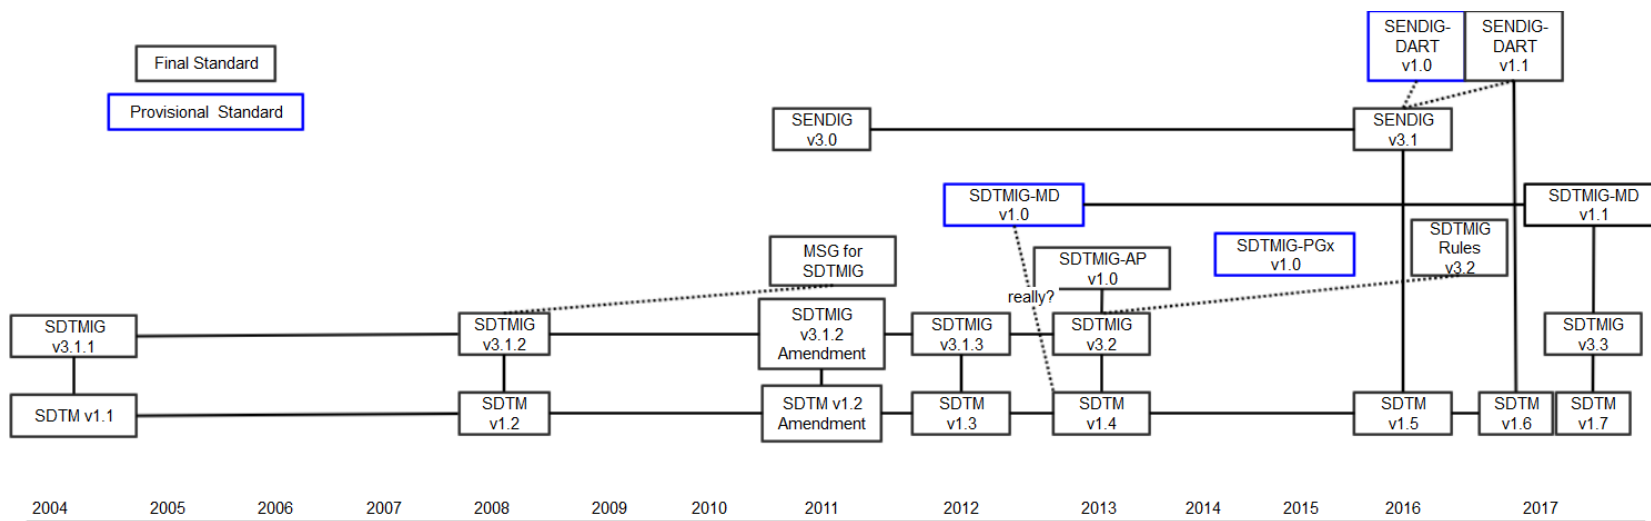 SENDIG-
DART
v1.0
SENDIG-
DART
v1.1
Final Standard
Provisional Standard
SENDIG
v3.0
SENDIG
v3.1
SDTMIG-MD
v1.0
SDTMIG-MD
v1.1
MSG for
SDTMIG
SDTMIG-AP
v1.0
SDTMIG-PGx
v1.0
SDTMIG
Rules
v3.2
really?
SDTMIG
v3.1.1
SDTMIG
v3.1.2
SDTMIG
v3.1.2
Amendment
SDTMIG
v3.1.3
SDTMIG
v3.2
SDTMIG
v3.3
SDTM v1.1
SDTM
v1.2
SDTM v1.2
Amendment
SDTM
v1.3
SDTM
v1.4
SDTM
v1.5
SDTM
v1.6
SDTM
v1.7
2004 2005 2006 2007 2008 2009 2010 2011 2012 2013 2014 2015 2016 2017